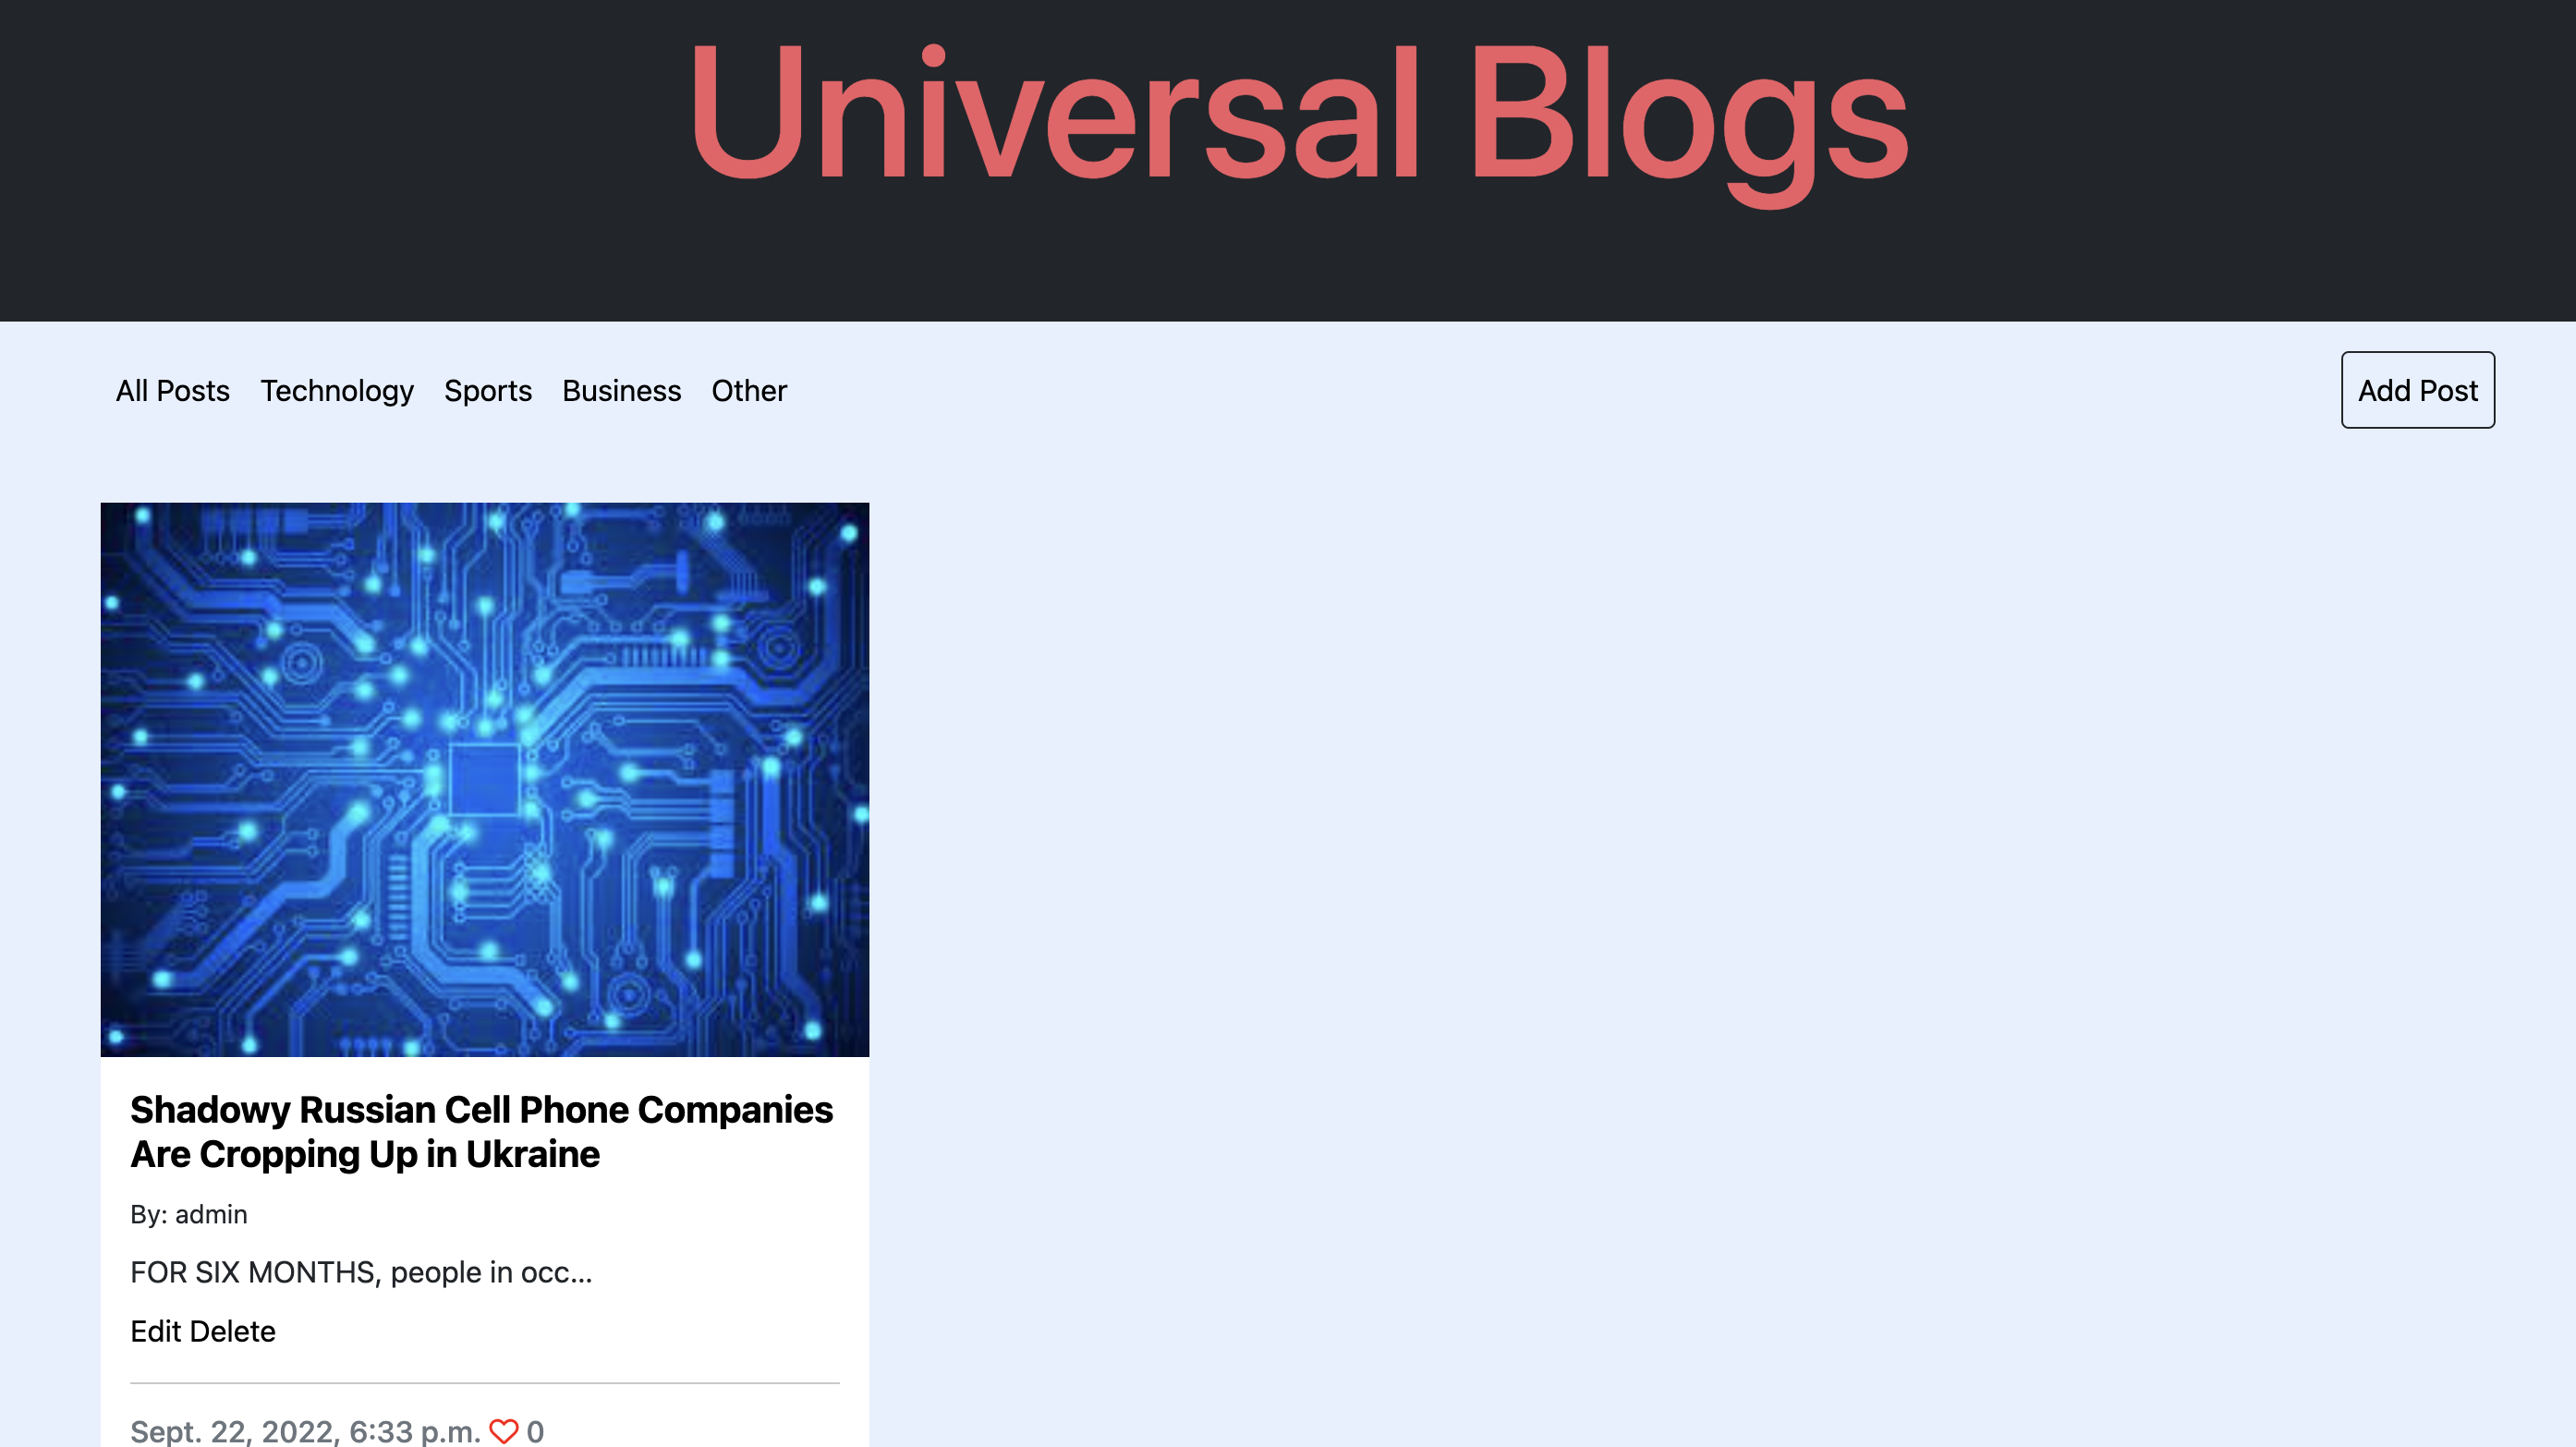 Universal Blogs
All Posts Technology Sports Business Other Add Post
Shadowy Russian Cell Phone Companies
Are Cropping Up in Ukraine
By: admin
FOR SIX MONTHS, people in occ...
Edit Delete
Sept. 22, 2022, 6:33 p.m. 0